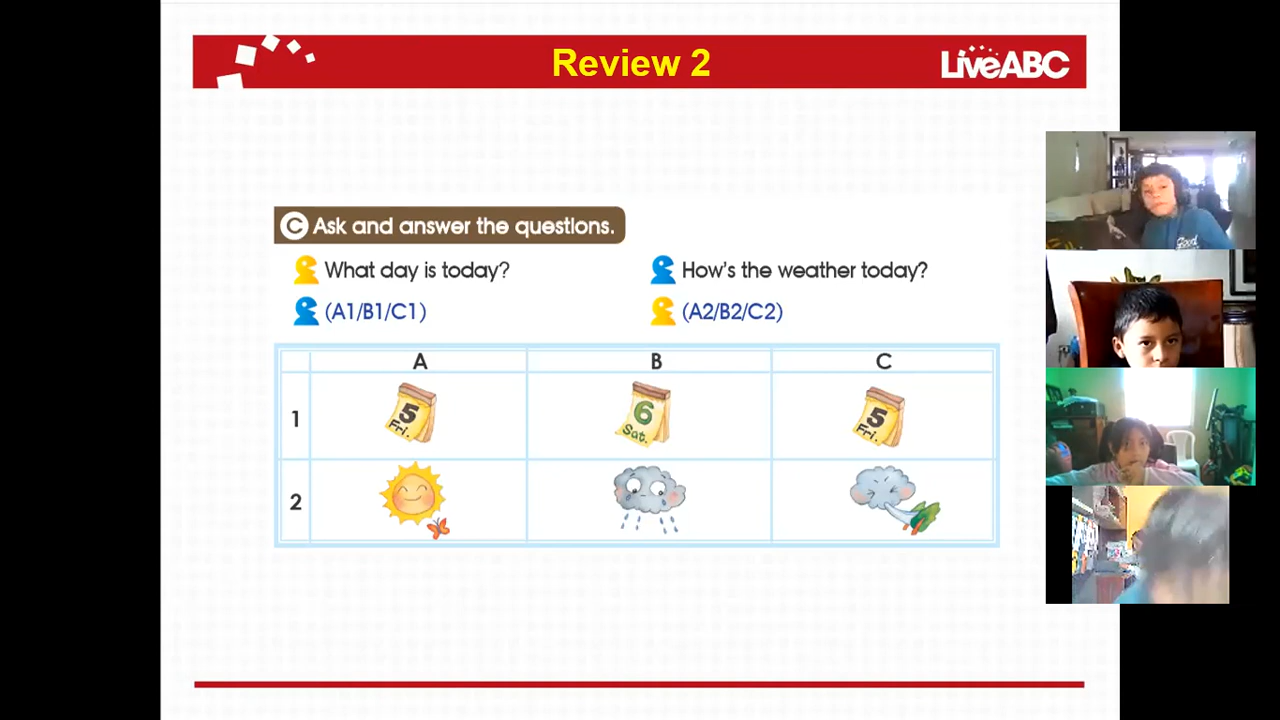 Review 2
LiveABC
C Ask and answer the questions.
What day is today?
How's the weather today?
(A1/B1/C1)
(A2/B2/C2)
A B C
1
5 Fri.
6 Sat.
5 Fri.
2
Good